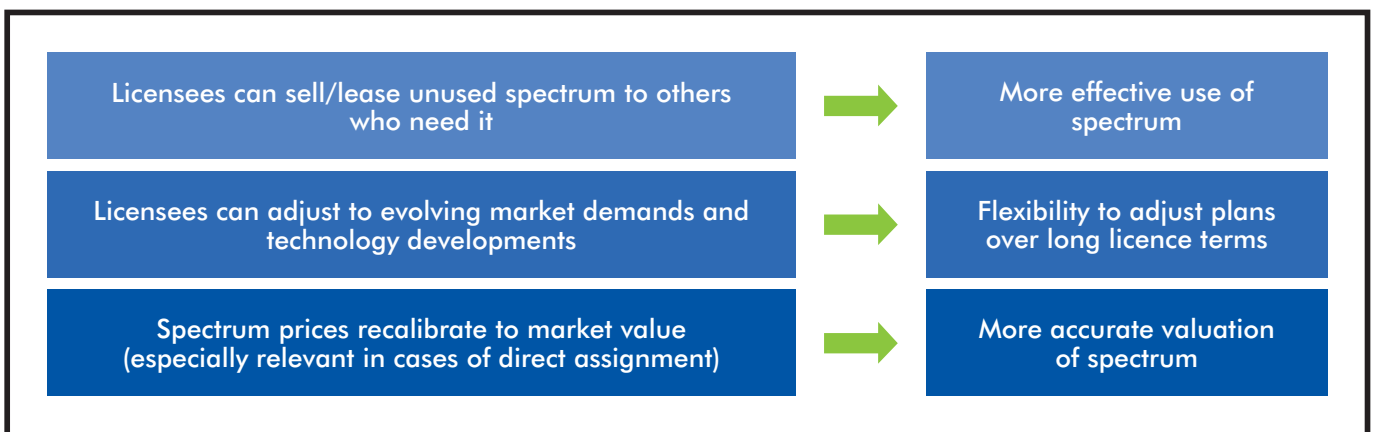 Licensees can sell/lease unused spectrum to others
who need it
More effective use of
spectrum
Licensees can adjust to evolving market demands and
technology developments
Flexibility to adjust plans
over long licence terms
Spectrum prices recalibrate to market value
(especially relevant in cases of direct assignment)
More accurate valuation
of spectrum